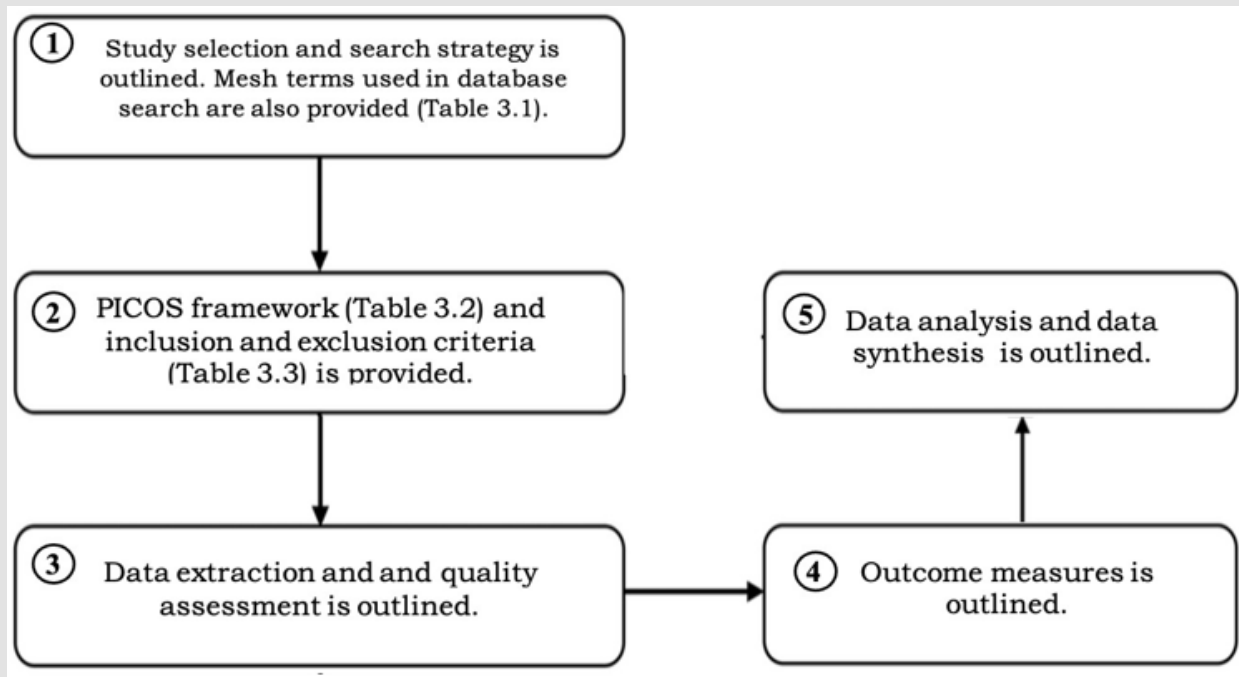 1
Study selection and search strategy is
outlined. Mesh terms used in database
search are also provided (Table 3.1).
2
PICOS framework (Table 3.2) and
inclusion and exclusion criteria
(Table 3.3) is provided.
3
Data extraction and and quality
assessment is outlined.
4
Outcome measures is
outlined.
5
Data analysis and data
synthesis is outlined.